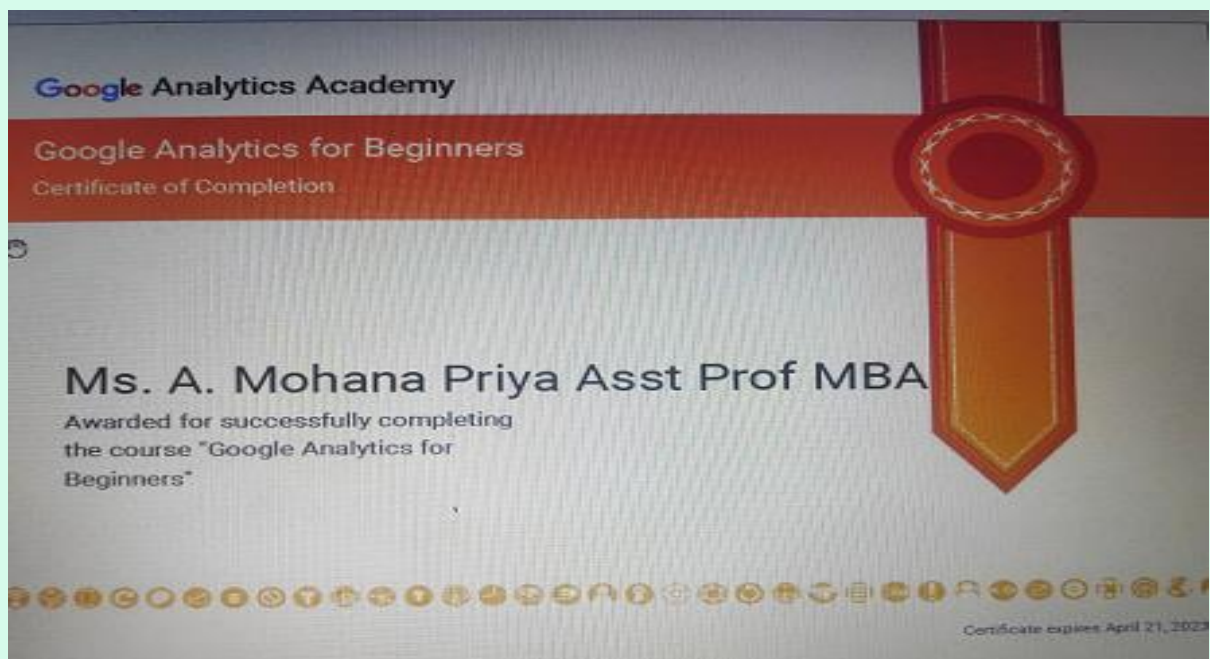 Google Analytics Academy
Google Analytics for Beginners
Certificate of Completion
Ms. A. Mohana Priya Asst Prof MBA
Awarded for successfully completing
the course "Google Analytics for
Beginners"
Certificate expires April 21, 2023